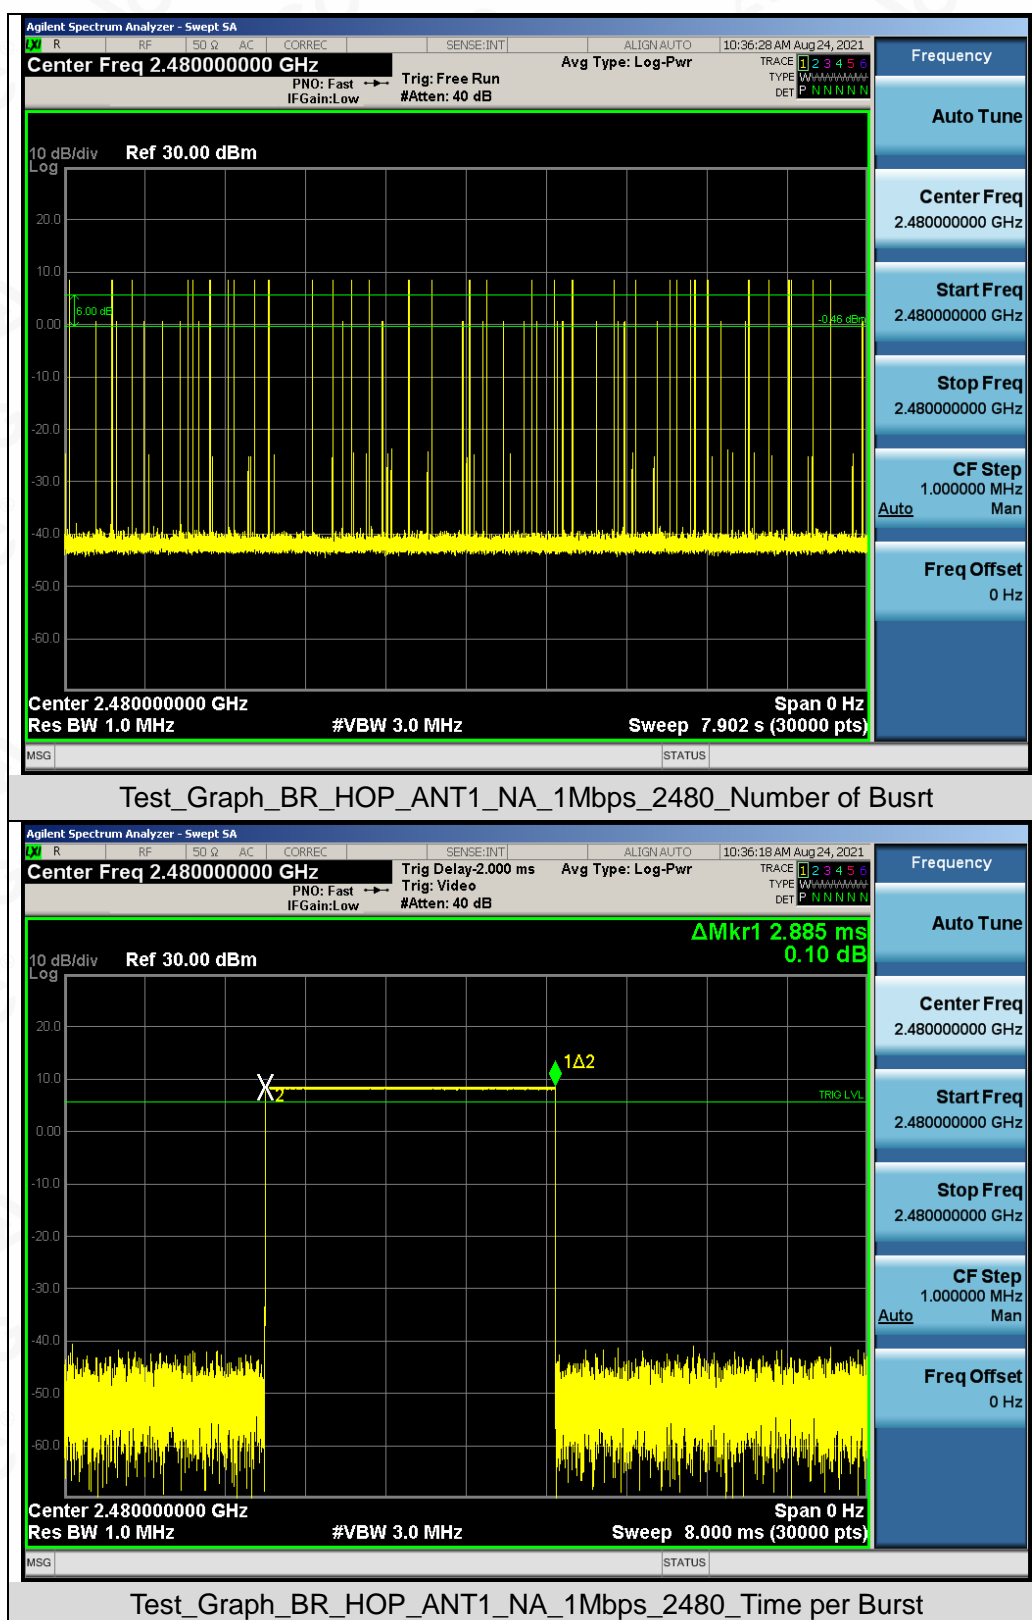 Agilent Spectrum Analyzer - Swept SA
LXI R RF 50 Ω AC CORREC SENSE:INT ALIGN AUTO 10:36:28 AM Aug 24, 2021
Center Freq 2.480000000 GHz
PNO: Fast
IFGain:Low
Trig: Free Run
#Atten: 40 dB
Avg Type: Log-Pwr
TRACE 1 2 3 4 5 6
TYPE W
DET P N N N N N
10 dB/div Ref 30.00 dBm
Log
20.0
10.0
6.00 dB
0.00
-0.46 dBm
-10.0
-20.0
-30.0
-40.0
-50.0
-60.0
Center 2.480000000 GHz Span 0 Hz
Res BW 1.0 MHz #VBW 3.0 MHz Sweep 7.902 s (30000 pts)
MSG STATUS
Frequency
Auto Tune
Center Freq
2.480000000 GHz
Start Freq
2.480000000 GHz
Stop Freq
2.480000000 GHz
CF Step
1.000000 MHz
Auto Man
Freq Offset
0 Hz
Test_Graph_BR_HOP_ANT1_NA_1Mbps_2480_Number of Busrt
Agilent Spectrum Analyzer - Swept SA
LXI R RF 50 Ω AC CORREC SENSE:INT ALIGN AUTO 10:36:18 AM Aug 24, 2021
Center Freq 2.480000000 GHz
PNO: Fast
IFGain:Low
Trig Delay-2.000 ms
Trig: Video
#Atten: 40 dB
Avg Type: Log-Pwr
TRACE 1 2 3 4 5 6
TYPE W
DET P N N N N N
ΔMkr1 2.885 ms
0.10 dB
10 dB/div Ref 30.00 dBm
Log
20.0
10.0
1Δ2
2
TRIG LVL
0.00
-10.0
-20.0
-30.0
-40.0
-50.0
-60.0
Center 2.480000000 GHz Span 0 Hz
Res BW 1.0 MHz #VBW 3.0 MHz Sweep 8.000 ms (30000 pts)
MSG STATUS
Frequency
Auto Tune
Center Freq
2.480000000 GHz
Start Freq
2.480000000 GHz
Stop Freq
2.480000000 GHz
CF Step
1.000000 MHz
Auto Man
Freq Offset
0 Hz
Test_Graph_BR_HOP_ANT1_NA_1Mbps_2480_Time per Burst